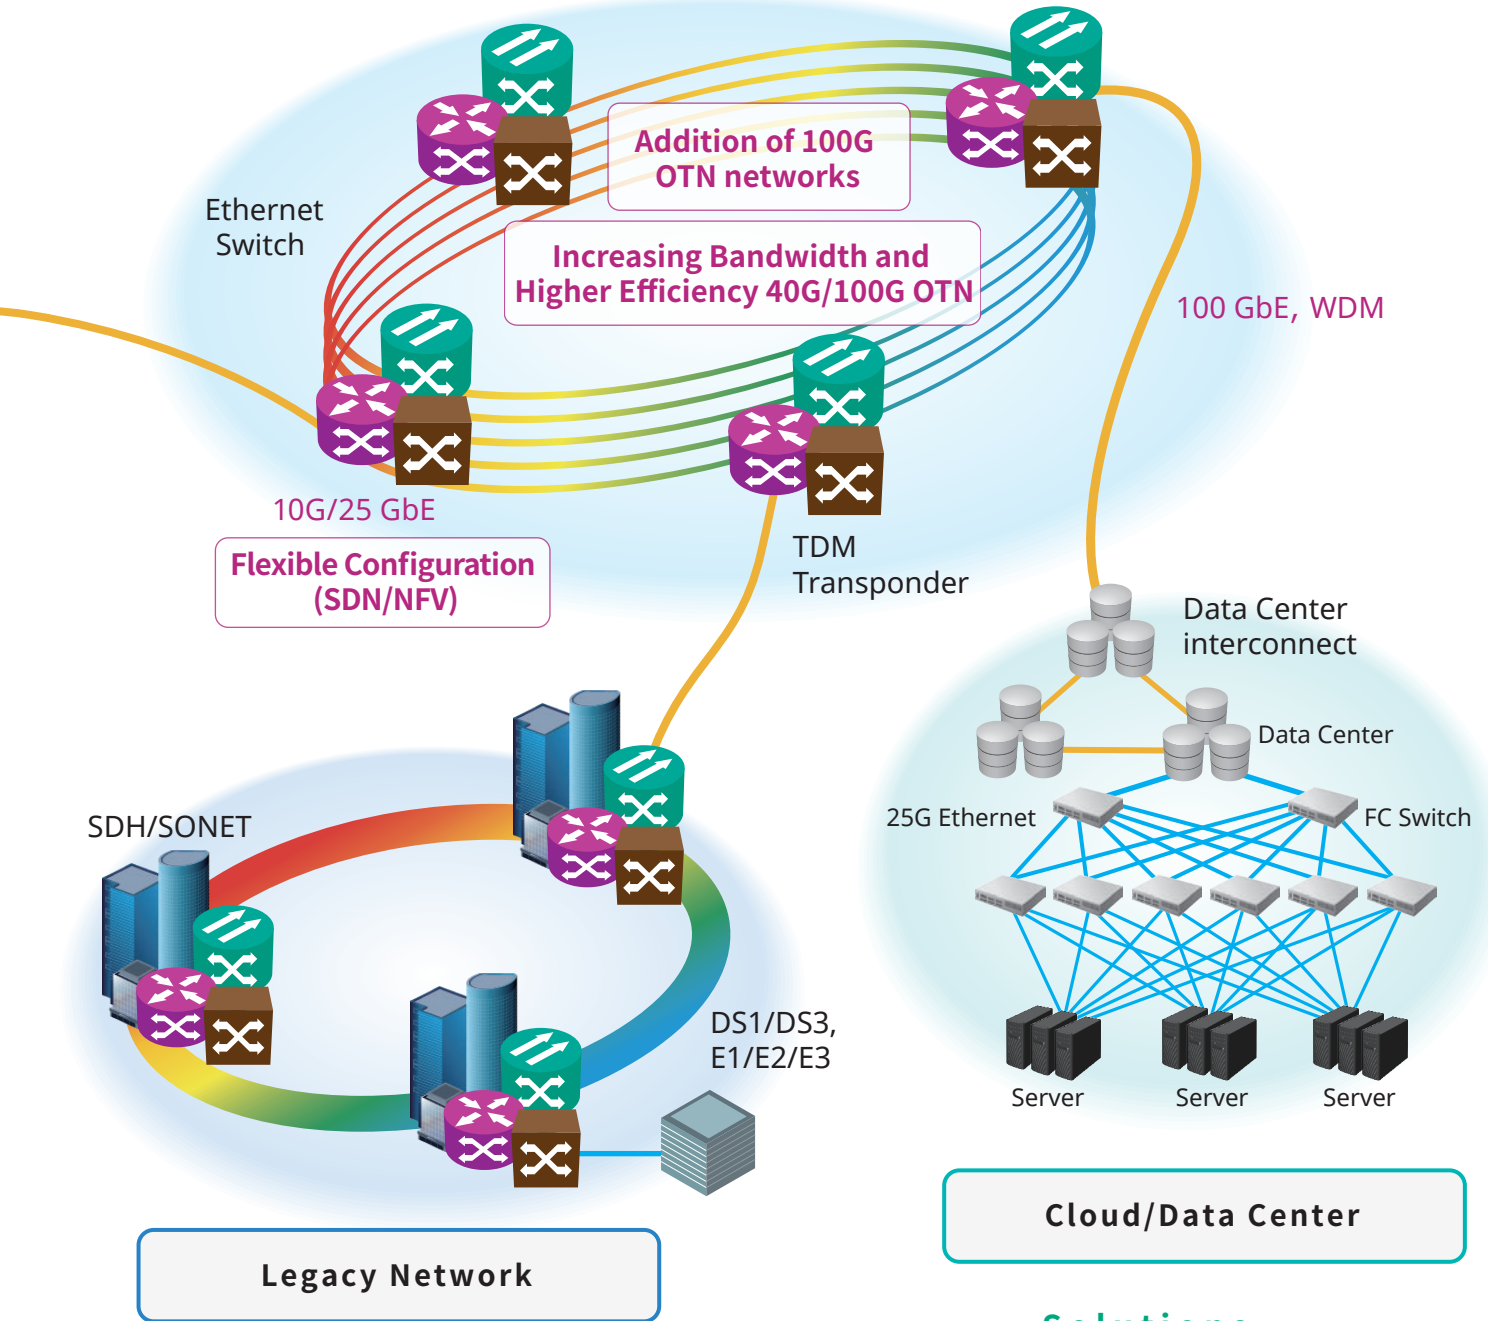 Addition of 100G
OTN networks
Ethernet
Switch
Increasing Bandwidth and
Higher Efficiency 40G/100G OTN
100 GbE, WDM
10G/25 GbE
Flexible Configuration
(SDN/NFV)
TDM
Transponder
Data Center
interconnect
Data Center
25G Ethernet
FC Switch
SDH/SONET
DS1/DS3,
E1/E2/E3
Server
Server
Server
Cloud/Data Center
Legacy Network
Solutions